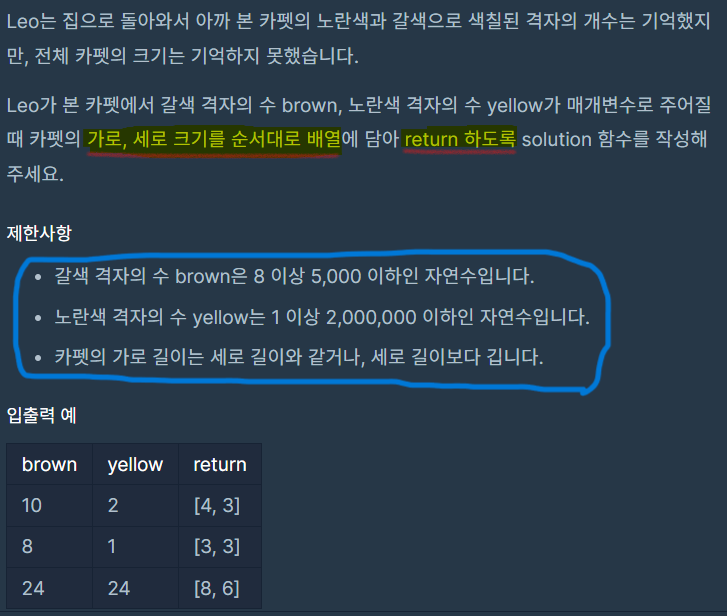 Leo는 집으로 돌아와서 아까 본 카펫의 노란색과 갈색으로 색칠된 격자의 개수는 기억했지
만, 전체 카펫의 크기는 기억하지 못했습니다.
Leo가 본 카펫에서 갈색 격자의 수 brown, 노란색 격자의 수 yellow가 매개변수로 주어질
때 카펫의 가로, 세로 크기를 순서대로 배열에 담아 return 하도록 solution 함수를 작성해
주세요.
제한사항
• 갈색 격자의 수 brown은 8 이상 5,000 이하인 자연수입니다.
• 노란색 격자의 수 yellow는 1 이상 2,000,000 이하인 자연수입니다.
• 카펫의 가로 길이는 세로 길이와 같거나, 세로 길이보다 깁니다.
입출력 예
brown yellow return
10 2 [4, 3]
8 1 [3, 3]
24 24 [8, 6]